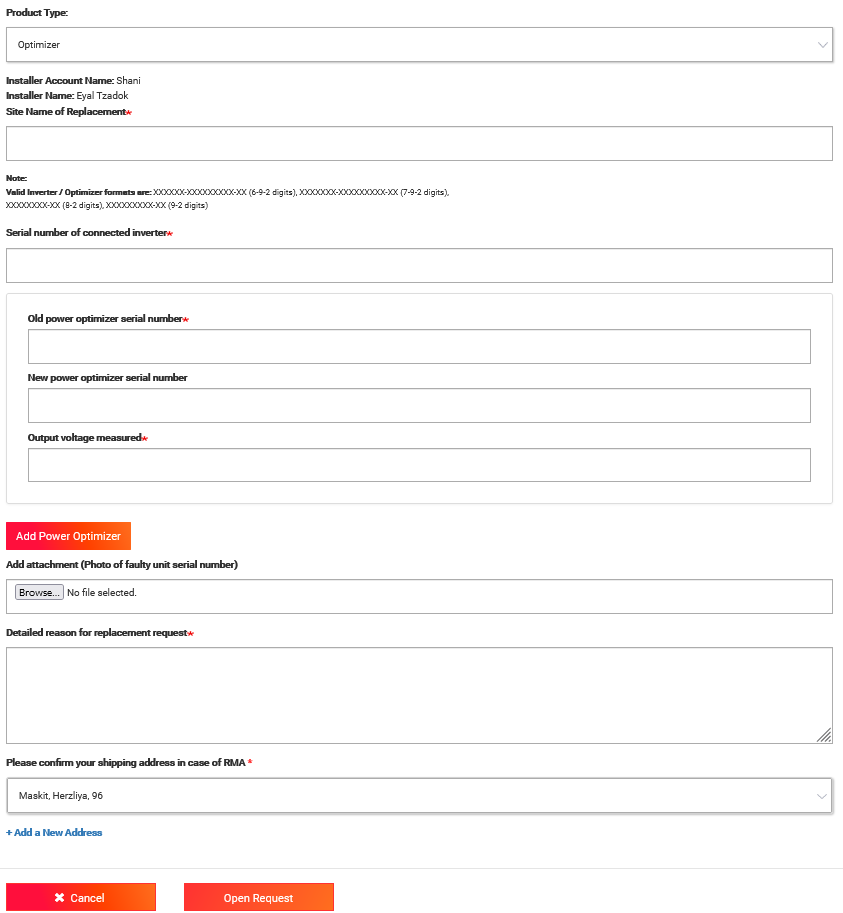 Product Type:
Optimizer
Installer Account Name: Shani
Installer Name: Eyal Tzadok
Site Name of Replacement*
Note:
Valid Inverter / Optimizer formats are: XXXXXX-XXXXXXXXX-XX (6-9-2 digits), XXXXXXX-XXXXXXXXX-XX (7-9-2 digits),
XXXXXXXX-XX (8-2 digits), XXXXXXXXX-XX (9-2 digits)
Serial number of connected inverter*
Old power optimizer serial number*
New power optimizer serial number
Output voltage measured*
Add Power Optimizer
Add attachment (Photo of faulty unit serial number)
Browse... No file selected.
Detailed reason for replacement request*
Please confirm your shipping address in case of RMA *
Maskit, Herzliya, 96
+ Add a New Address
✖ Cancel Open Request